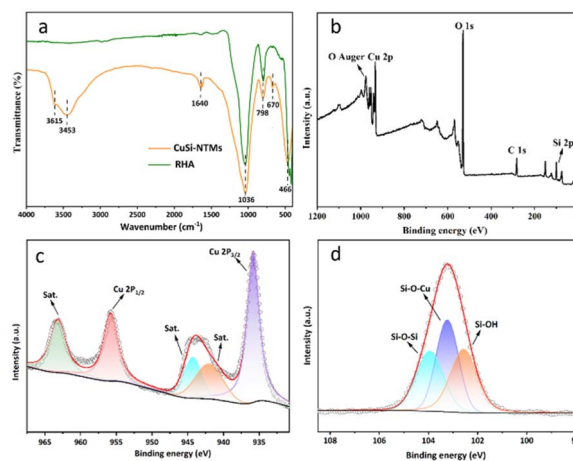 a
Transmittance (%)
3615
3453
1640
798
670
1036
466
CuSi-NTMs
RHA
4000 3500 3000 2500 2000 1500 1000 500
Wavenumber (cm-1)
b
Intensity (a.u.)
O Auger Cu 2p
O 1s
C 1s
Si 2p
1200 1000 800 600 400 200 0
Binding energy (eV)
c
Intensity (a.u.)
Sat.
Cu 2P1/2
Sat.
Sat.
Cu 2P3/2
965 960 955 950 945 940 935
Binding energy (eV)
d
Intensity (a.u.)
Si-O-Cu
Si-O-Si
Si-OH
108 106 104 102 100 98
Binding energy (eV)